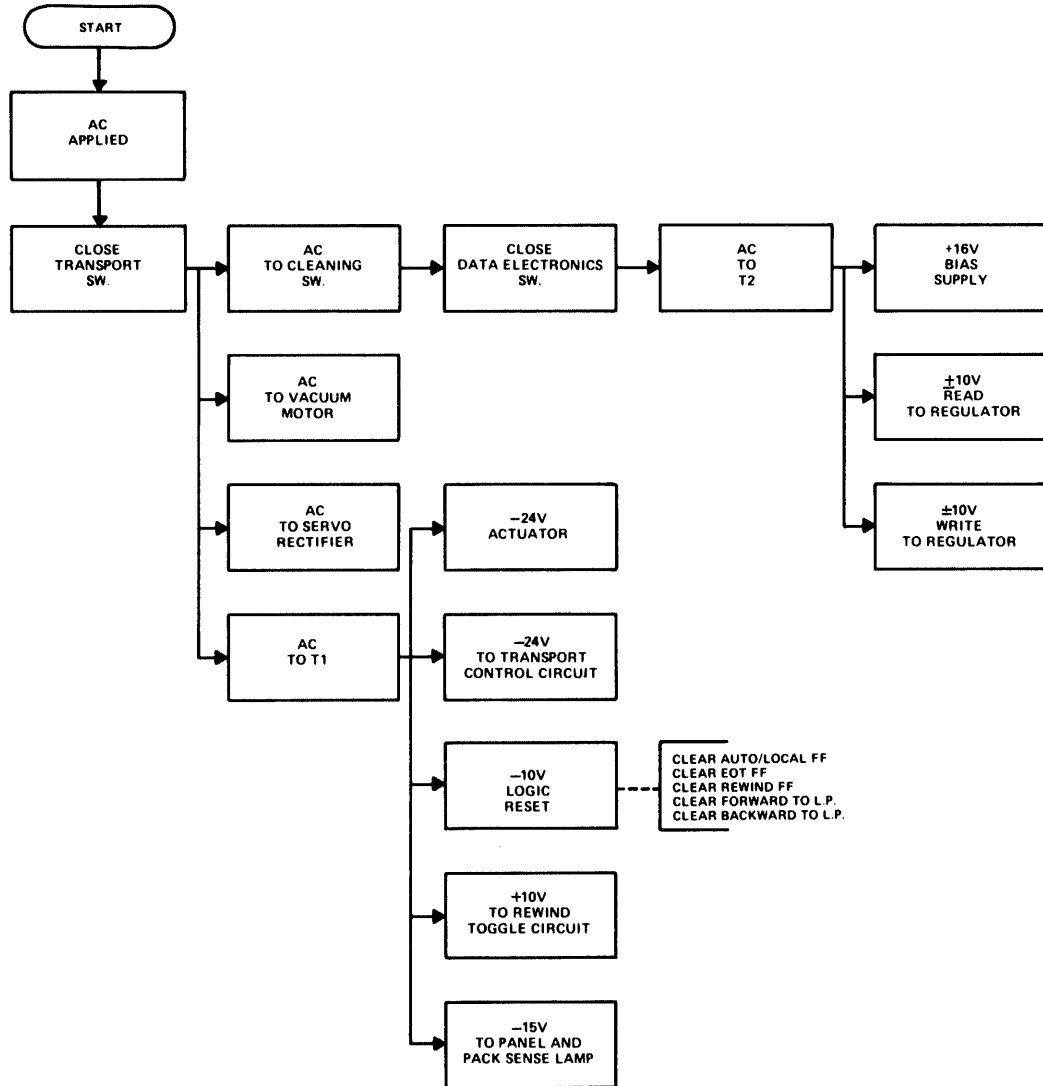 START
AC
APPLIED
CLOSE
TRANSPORT
SW.
AC
TO CLEANING
SW.
CLOSE
DATA ELECTRONICS
SW.
AC
TO
T2
+16V
BIAS
SUPPLY
AC
TO VACUUM
MOTOR
±10V
READ
TO REGULATOR
AC
TO SERVO
RECTIFIER
−24V
ACTUATOR
±10V
WRITE
TO REGULATOR
AC
TO T1
−24V
TO TRANSPORT
CONTROL CIRCUIT
−10V
LOGIC
RESET
CLEAR AUTO/LOCAL FF
CLEAR EOT FF
CLEAR REWIND FF
CLEAR FORWARD TO L.P.
CLEAR BACKWARD TO L.P.
+10V
TO REWIND
TOGGLE CIRCUIT
−15V
TO PANEL AND
PACK SENSE LAMP